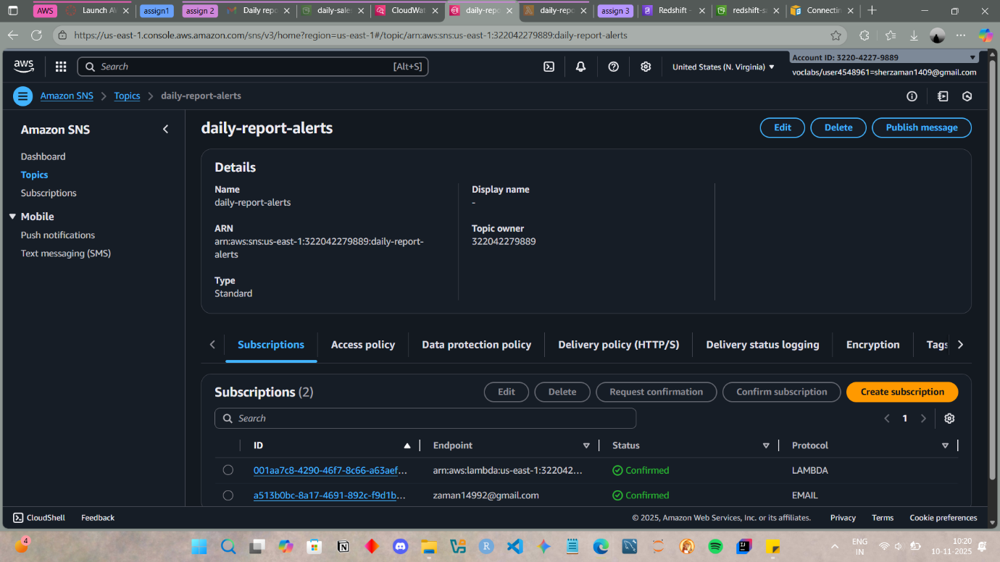 AWS
Launch AV
assign1
assign 2
Daily repo
daily-sale
CloudWat
daily-repo
daily-repo
assign 3
Redshift -
redshift-s
Connectin
https://us-east-1.console.aws.amazon.com/sns/v3/home?region=us-east-1#/topic/arn:aws:sns:us-east-1:322042279889:daily-report-alerts
aws
Search
[Alt+S]
United States (N. Virginia)
Account ID: 3220-4227-9889
voclabs/user4548961=sherzaman1409@gmail.com
Amazon SNS
Topics
daily-report-alerts
Amazon SNS
Dashboard
Topics
Subscriptions
Mobile
Push notifications
Text messaging (SMS)
daily-report-alerts
Edit
Delete
Publish message
Details
Name
daily-report-alerts
ARN
arn:aws:sns:us-east-1:322042279889:daily-report-
alerts
Type
Standard
Display name
-
Topic owner
322042279889
Subscriptions
Access policy
Data protection policy
Delivery policy (HTTP/S)
Delivery status logging
Encryption
Tags
Subscriptions (2)
Edit
Delete
Request confirmation
Confirm subscription
Create subscription
Search
1
ID
Endpoint
Status
Protocol
001aa7c8-4290-46f7-8c66-a63aef...
arn:aws:lambda:us-east-1:322042...
Confirmed
LAMBDA
a513b0bc-8a17-4691-892c-f9d1b...
zaman14992@gmail.com
Confirmed
EMAIL
CloudShell
Feedback
© 2025, Amazon Web Services, Inc. or its affiliates.
Privacy
Terms
Cookie preferences
4
ENG
IN
10:20
10-11-2025